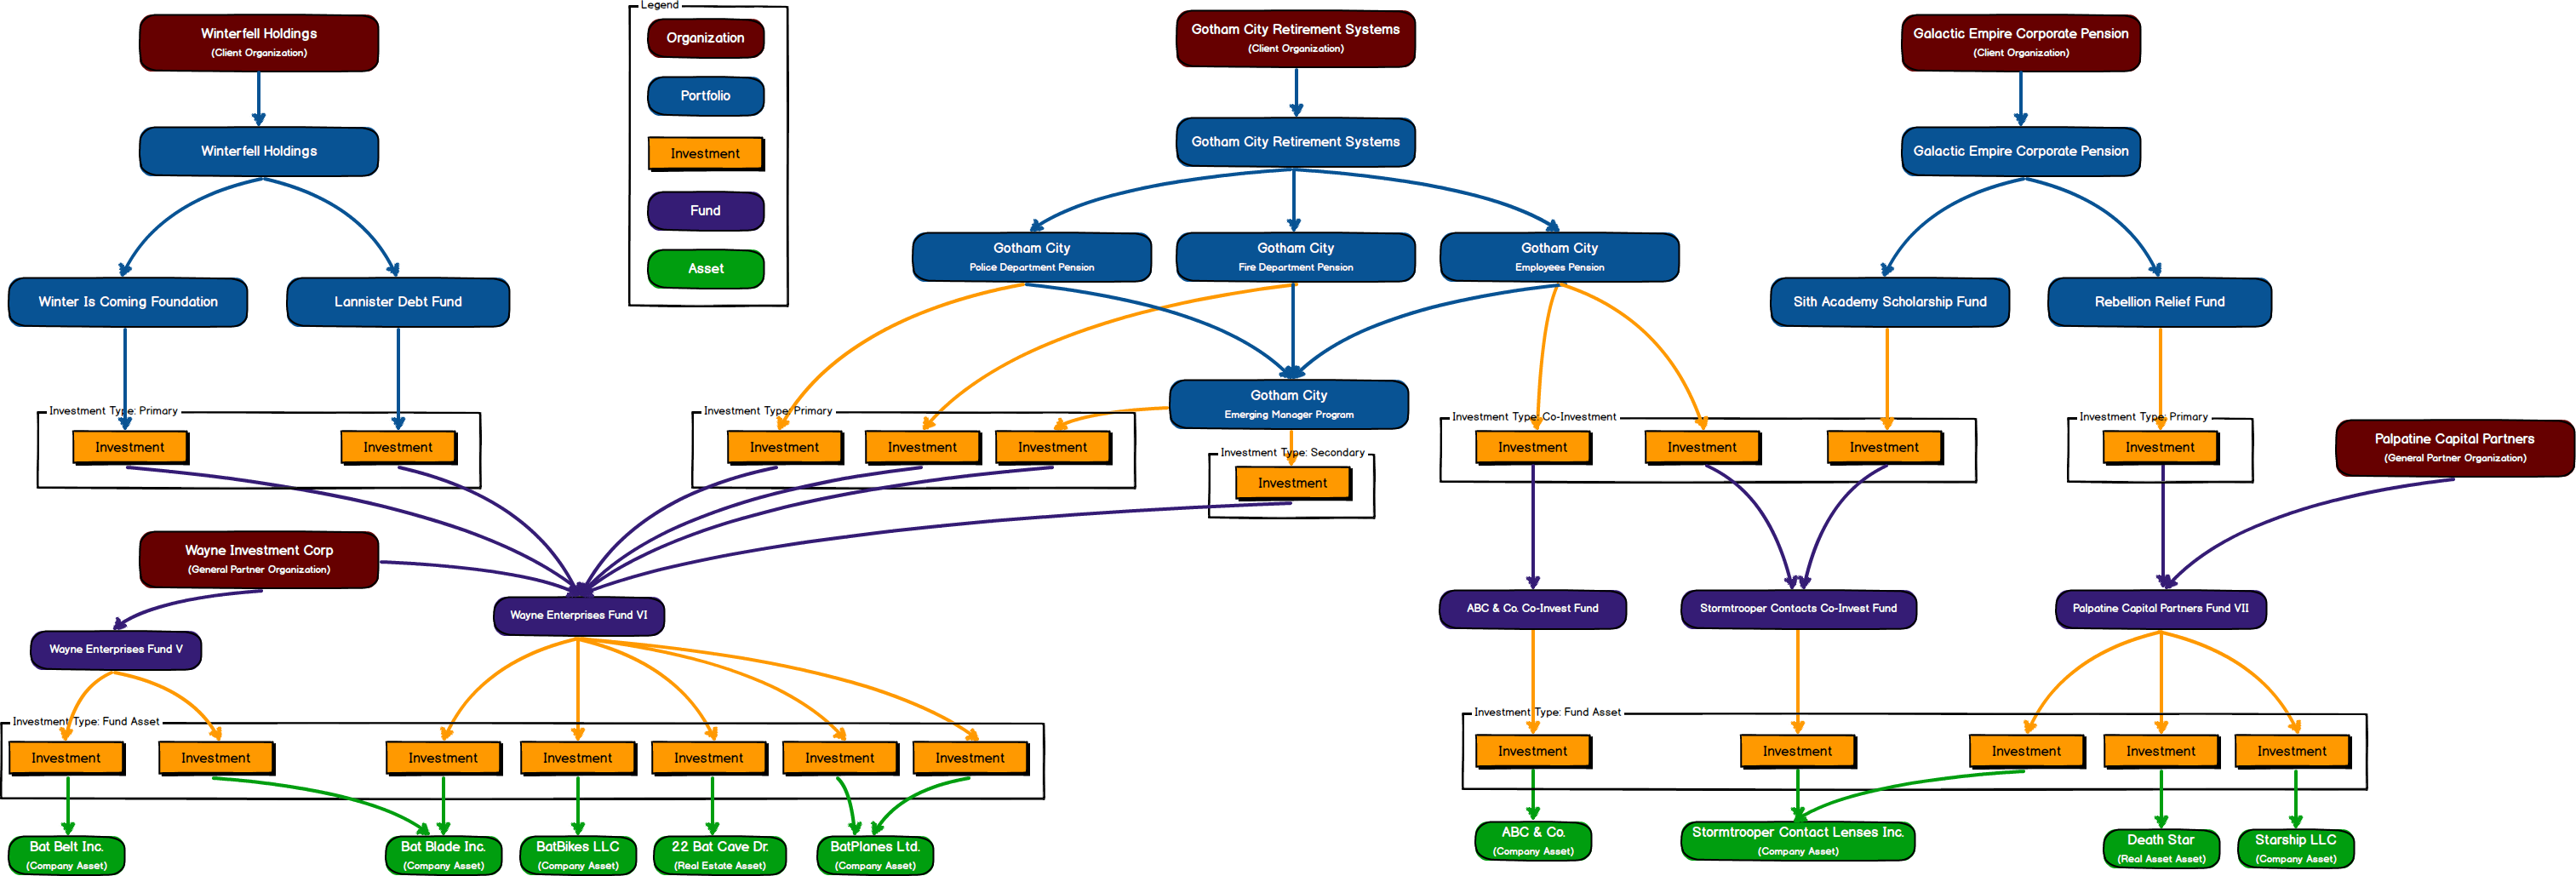 Legend
Organization
Portfolio
Investment
Fund
Asset
Winterfell Holdings
(Client Organization)
Winterfell Holdings
Winter Is Coming Foundation
Lannister Debt Fund
Investment Type: Primary
Investment
Investment
Gotham City Retirement Systems
(Client Organization)
Gotham City Retirement Systems
Gotham City
Police Department Pension
Gotham City
Fire Department Pension
Gotham City
Employees Pension
Gotham City
Emerging Manager Program
Investment Type: Primary
Investment
Investment
Investment
Investment Type: Secondary
Investment
Galactic Empire Corporate Pension
(Client Organization)
Galactic Empire Corporate Pension
Sith Academy Scholarship Fund
Rebellion Relief Fund
Investment Type: Co-Investment
Investment
Investment
Investment
Investment Type: Primary
Investment
Palpatine Capital Partners
(General Partner Organization)
Wayne Investment Corp
(General Partner Organization)
Wayne Enterprises Fund V
Wayne Enterprises Fund VI
ABC & Co. Co-Invest Fund
Stormtrooper Contacts Co-Invest Fund
Palpatine Capital Partners Fund VII
Investment Type: Fund Asset
Investment
Investment
Investment
Investment
Investment
Investment
Investment
Investment Type: Fund Asset
Investment
Investment
Investment
Investment
Investment
Bat Belt Inc.
(Company Asset)
Bat Blade Inc.
(Company Asset)
BatBikes LLC
(Company Asset)
22 Bat Cave Dr.
(Real Estate Asset)
BatPlanes Ltd.
(Company Asset)
ABC & Co.
(Company Asset)
Stormtrooper Contact Lenses Inc.
(Company Asset)
Death Star
(Real Asset Asset)
Starship LLC
(Company Asset)